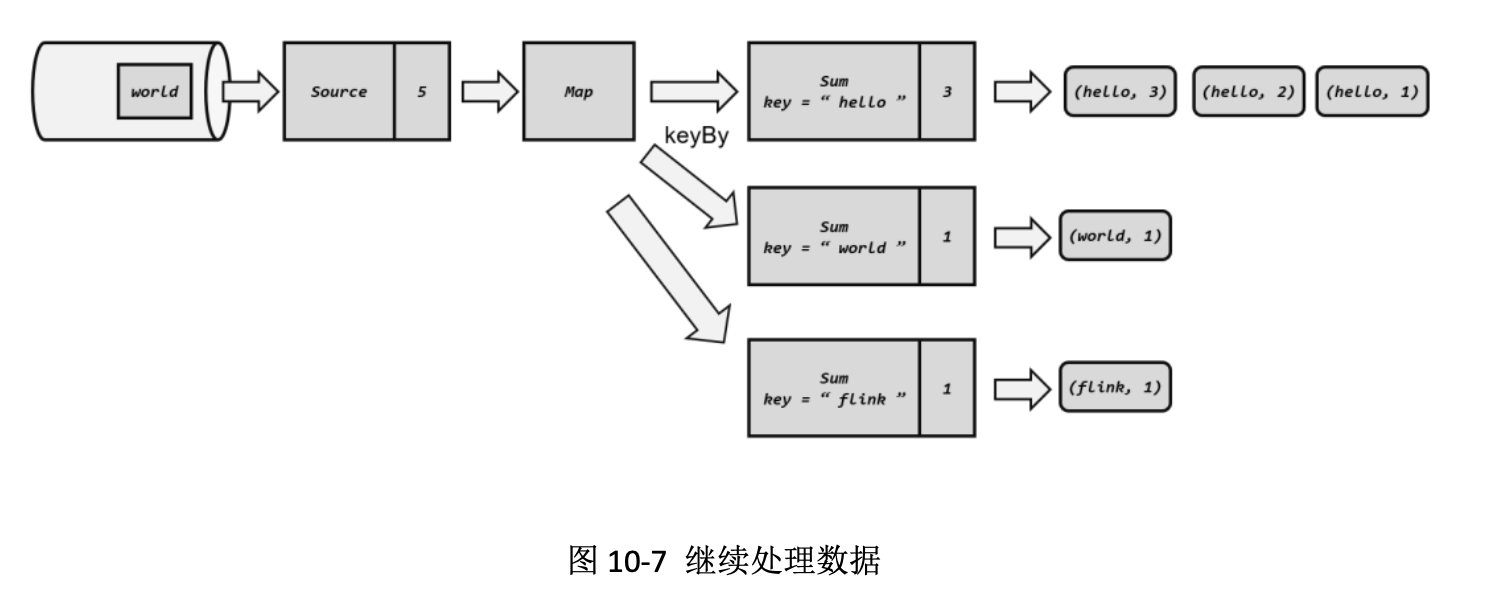 world
Source
5
Map
keyBy
Sum
key = “ hello ”
3
(hello, 3)
(hello, 2)
(hello, 1)
Sum
key = “ world ”
1
(world, 1)
Sum
key = “ flink ”
1
(flink, 1)
图 10-7 继续处理数据